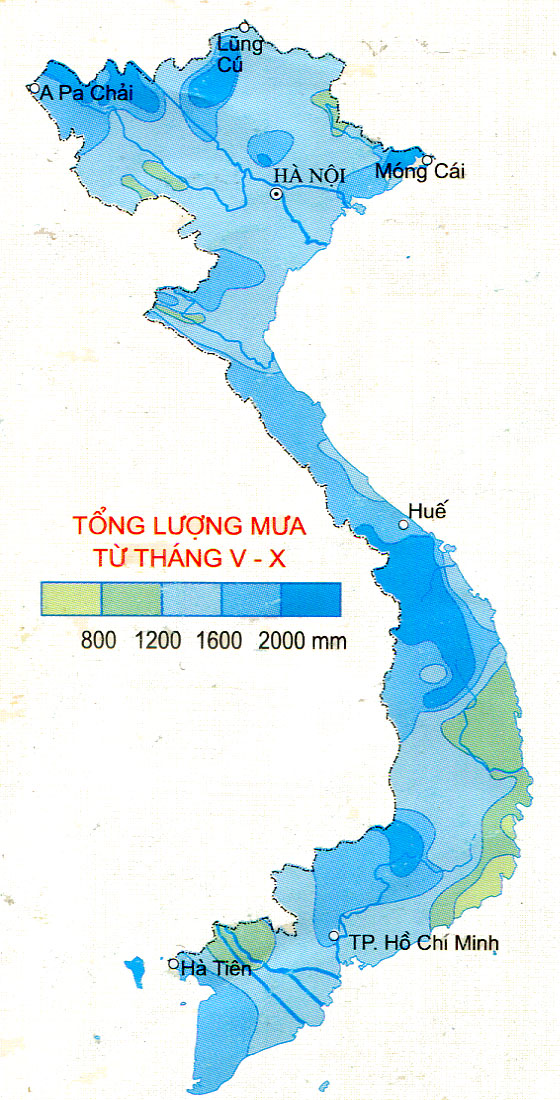 Lũng
Cú
A Pa Chải
Móng Cái
HÀ NỘI
Huế
TỔNG LƯỢNG MƯA
TỪ THÁNG V - X
800 1200 1600 2000 mm
TP. Hồ Chí Minh
Hà Tiên